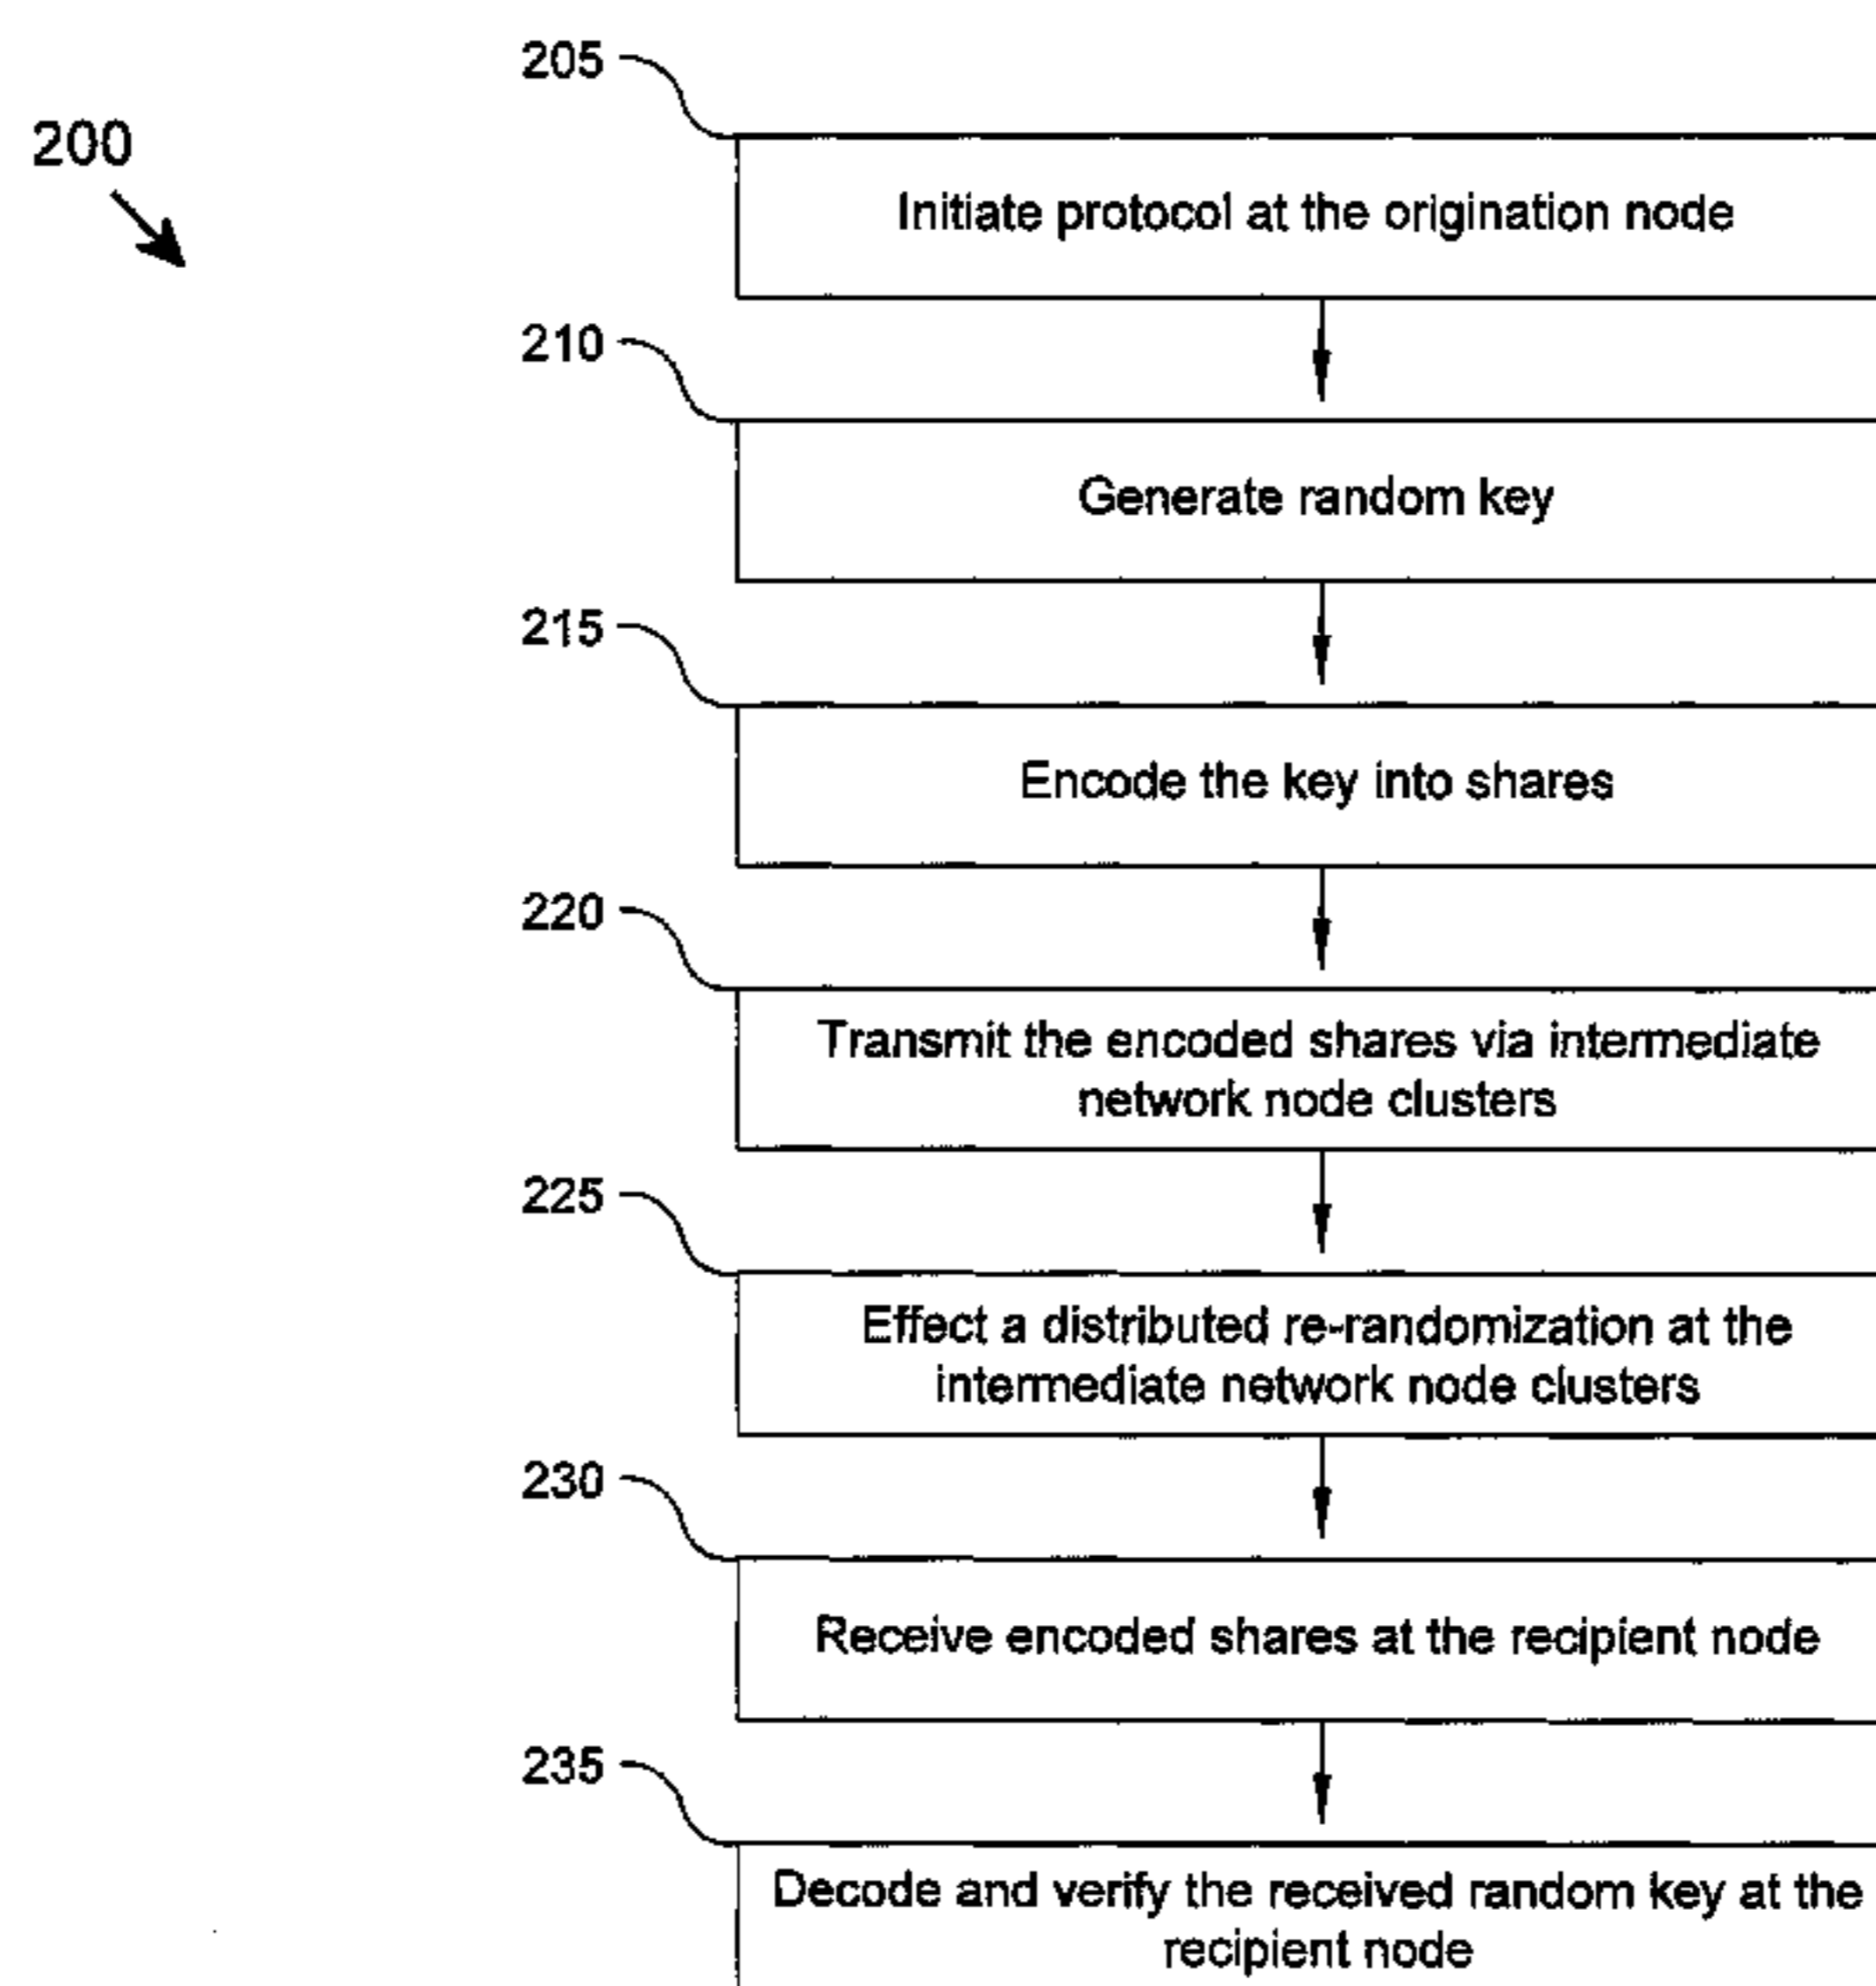 205
200
Initiate protocol at the origination node
210
Generate random key
215
Encode the key into shares
220
Transmit the encoded shares via intermediate
network node clusters
225
Effect a distributed re-randomization at the
intermediate network node clusters
230
Receive encoded shares at the recipient node
235
Decode and verify the received random key at the
recipient node